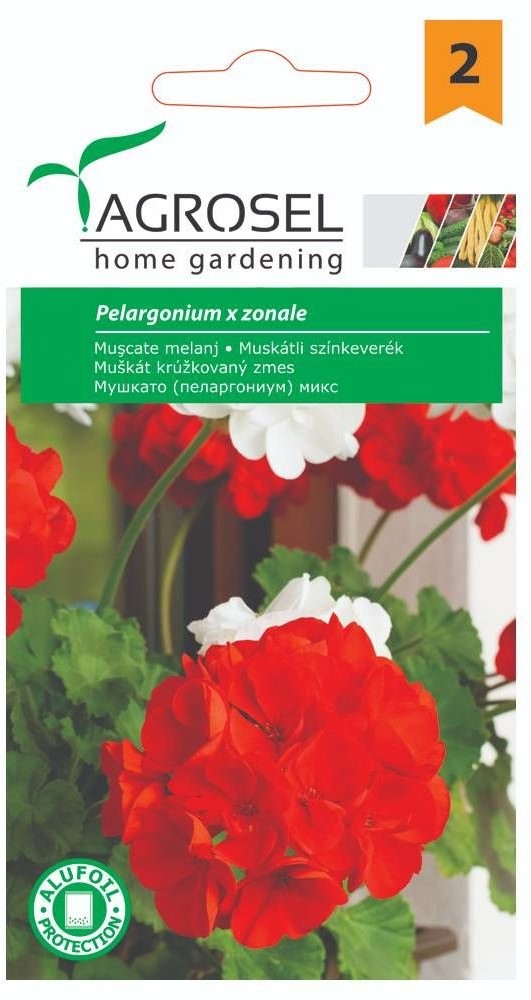 2
AGROSEL
home gardening
Pelargonium x zonale
Muşcate melanj • Muskátli színkeverék
Muškát krúžkovaný zmes
Мушкато (пеларгониум) микс
ALUFOIL
PROTECTION